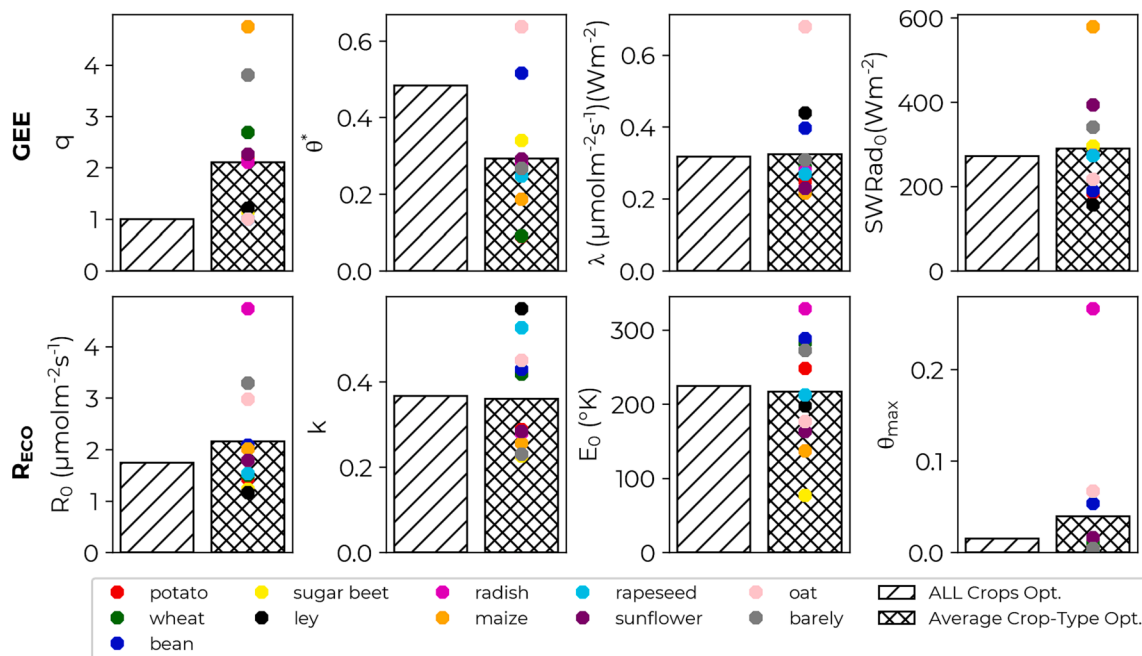 GEE
q
4
3
2
1
0
θ*
0.6
0.4
0.2
0.0
λ (μmolm⁻²s⁻¹)(Wm⁻²)
0.6
0.4
0.2
0.0
SWRad₀(Wm⁻²)
600
400
200
0
R_ECO
R₀ (μmolm⁻²s⁻¹)
4
3
2
1
0
k
0.4
0.2
0.0
E₀ (°K)
300
200
100
0
θ_max
0.2
0.1
0.0
potato
sugar beet
radish
rapeseed
oat
ALL Crops Opt.
wheat
ley
maize
sunflower
barely
Average Crop-Type Opt.
bean